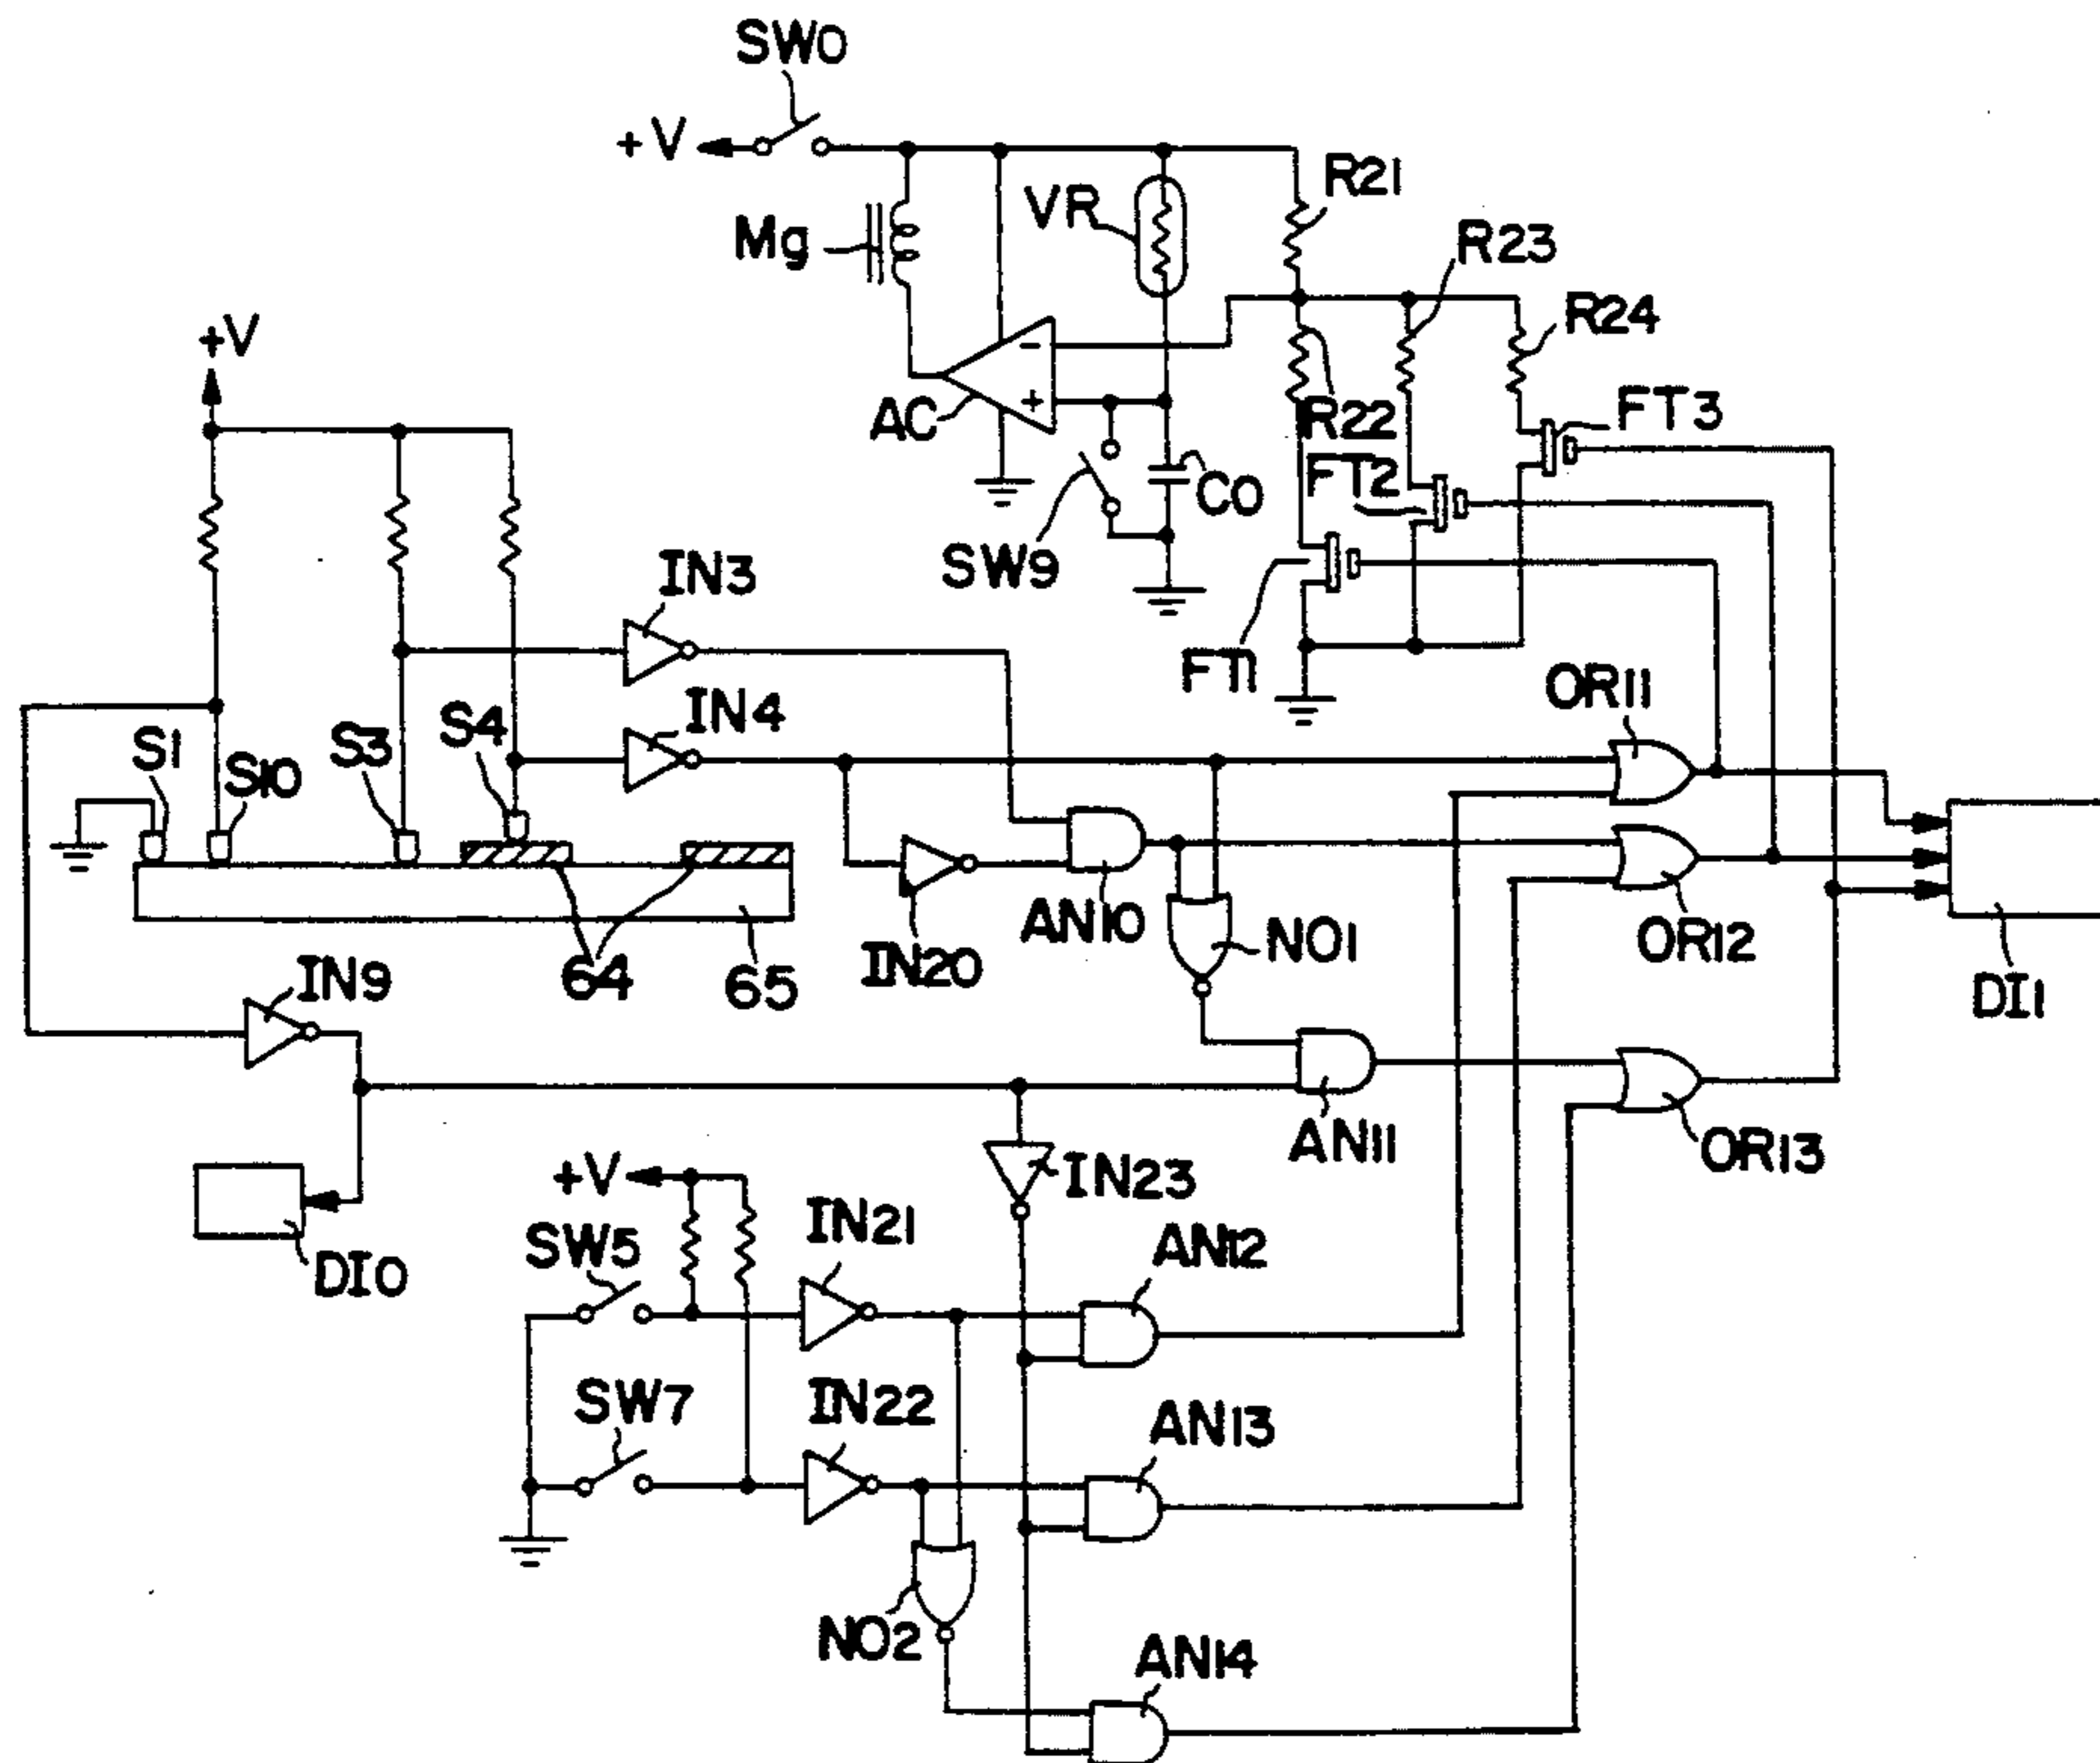 SW0
+V
R21
VR
Mg
R23
R24
+V
AC
R22
FT3
FT2
C0
SW9
IN3
FT1
OR11
IN4
S1
S10
S3
S4
AN10
NO1
IN20
OR12
64
65
IN9
DI1
AN11
OR13
+V
IN23
IN21
SW5
AN12
DI0
SW7
IN22
AN13
NO2
AN14